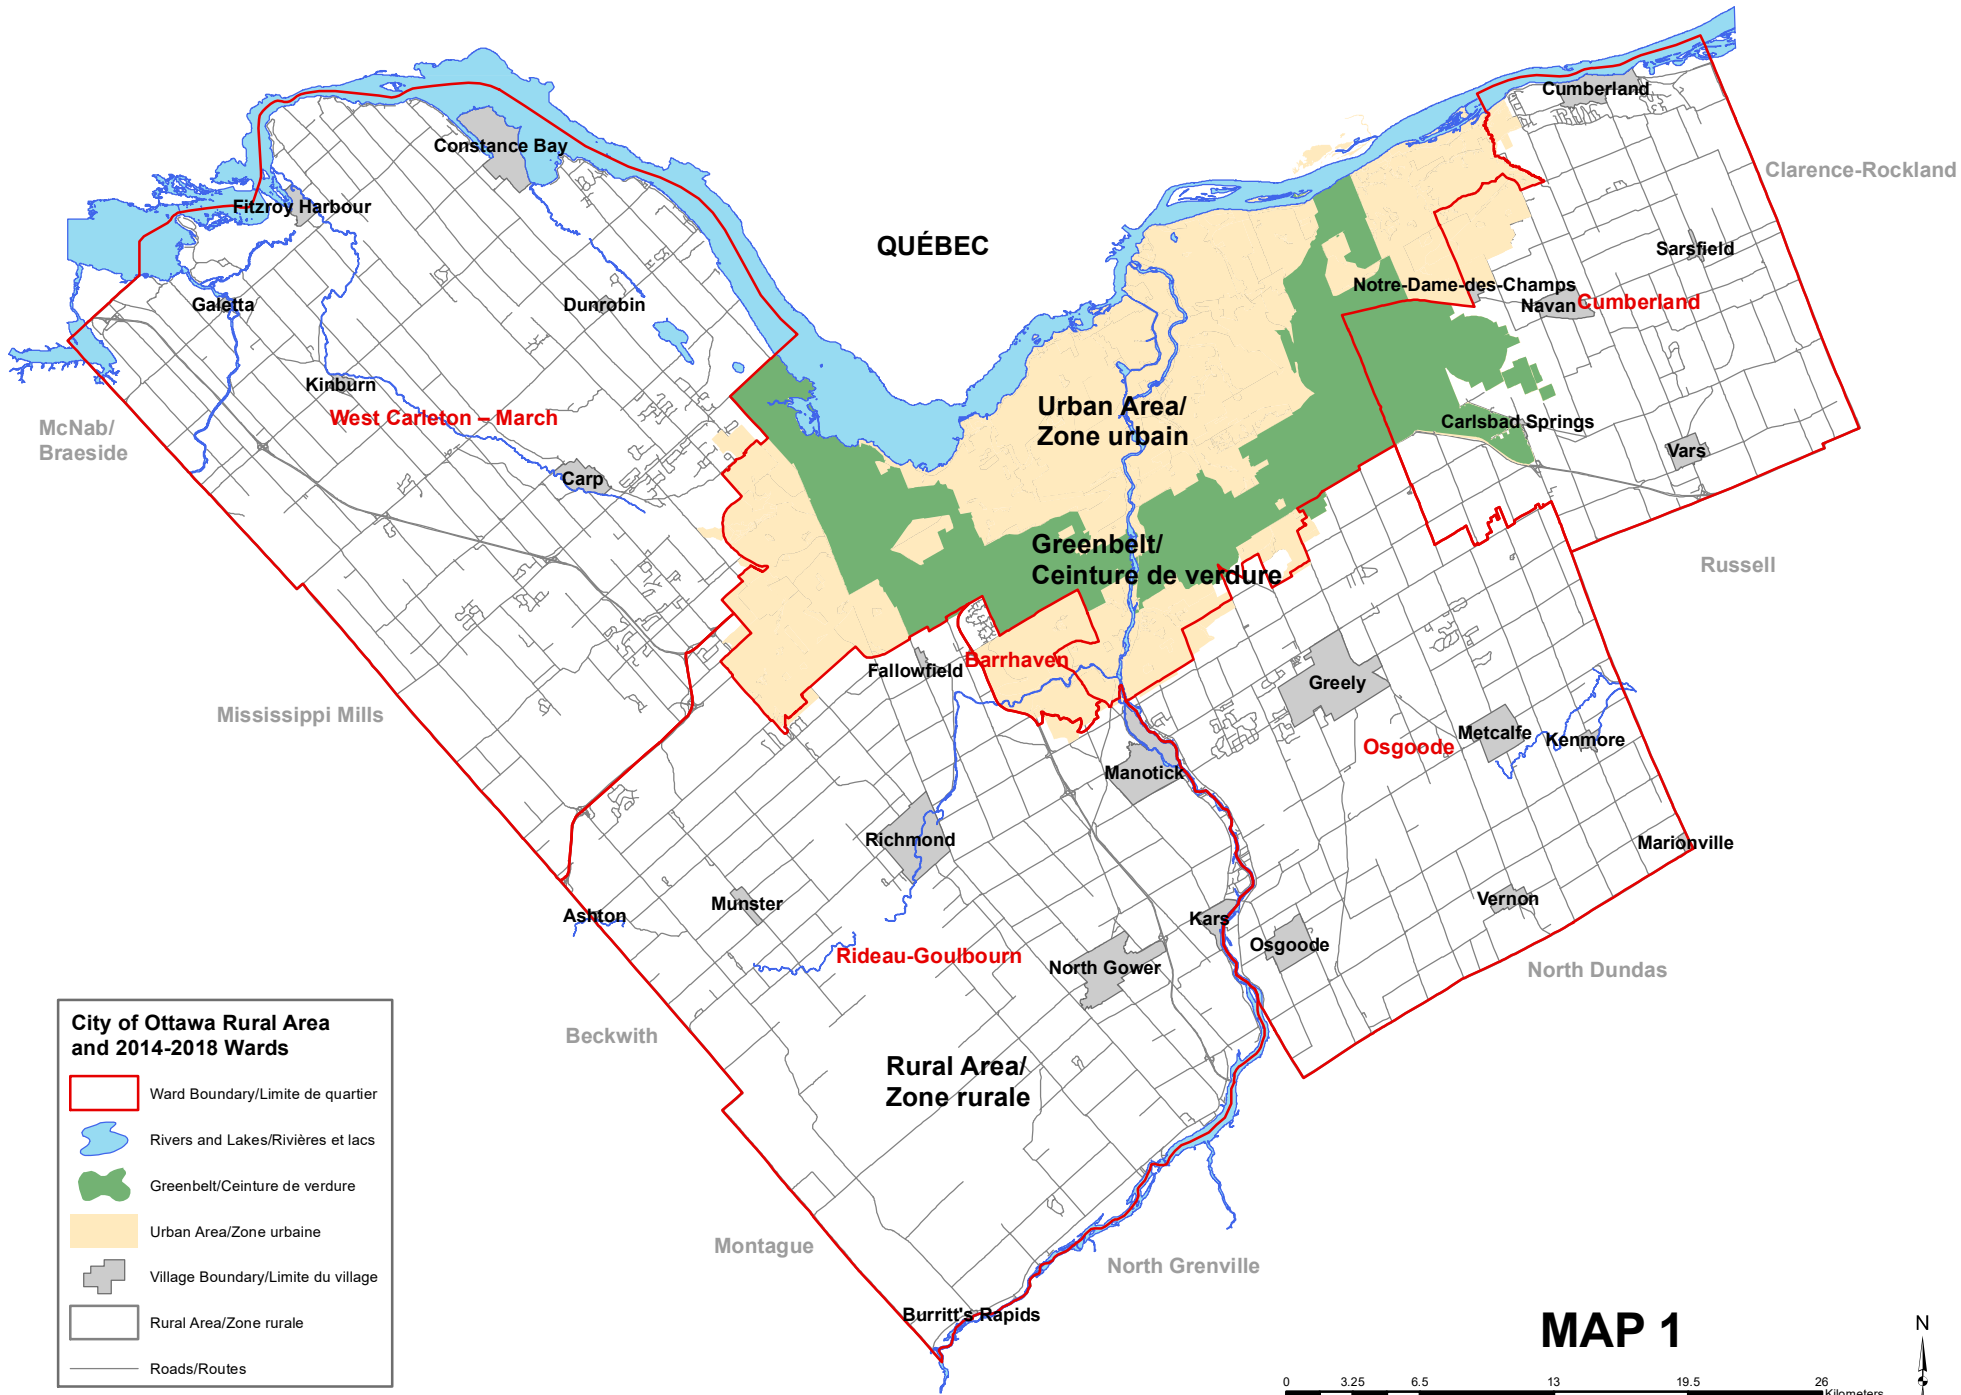 Cumberland
Constance Bay
Clarence-Rockland
Fitzroy Harbour
QUÉBEC
Sarsfield
Notre-Dame-des-Champs
Galetta
Dunrobin
Navan
Cumberland
Kinburn
West Carleton – March
Urban Area/
Zone urbain
McNab/
Braeside
Carlsbad Springs
Vars
Carp
Greenbelt/
Ceinture de verdure
Russell
Fallowfield
Barrhaven
Greely
Mississippi Mills
Metcalfe
Kenmore
Osgoode
Manotick
Richmond
Marionville
Munster
Ashton
Vernon
Kars
Osgoode
Rideau-Goulbourn
North Gower
North Dundas
Beckwith
Rural Area/
Zone rurale
Montague
North Grenville
Burritt's Rapids
City of Ottawa Rural Area
and 2014-2018 Wards
Ward Boundary/Limite de quartier
Rivers and Lakes/Rivières et lacs
Greenbelt/Ceinture de verdure
Urban Area/Zone urbaine
Village Boundary/Limite du village
Rural Area/Zone rurale
Roads/Routes
MAP 1
N
0 3.25 6.5 13 19.5 26
Kilometers